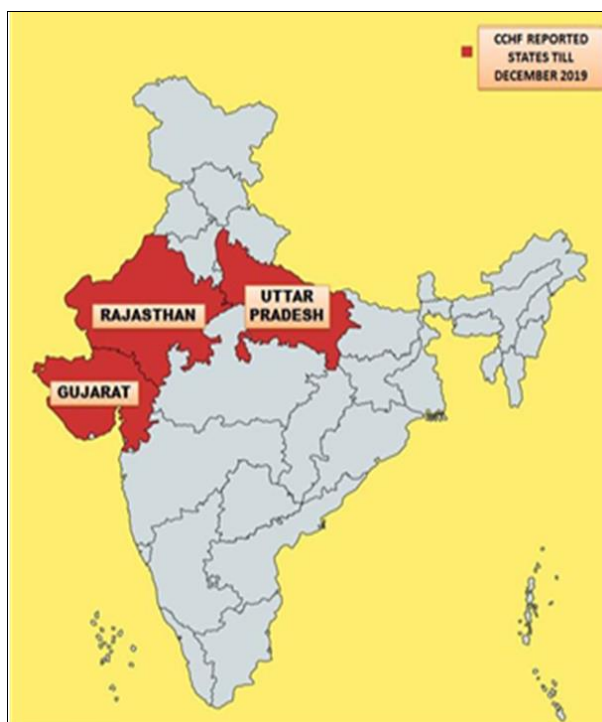 CCHF REPORTED
STATES TILL
DECEMBER 2019
UTTAR
PRADESH
RAJASTHAN
GUJARAT